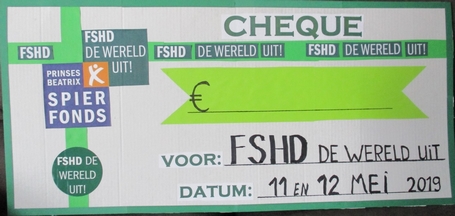 CHEQUE
FSHD
FSHD
DE WERELD
UIT!
FSHD DE WERELD UIT!
FSHD DE WERELD UIT!
PRINSES
BEATRIX
SPIER
FONDS
€
FSHD DE
WERELD
UIT!
VOOR: FSHD DE WERELD UIT
DATUM: 11 EN 12 MEI 2019